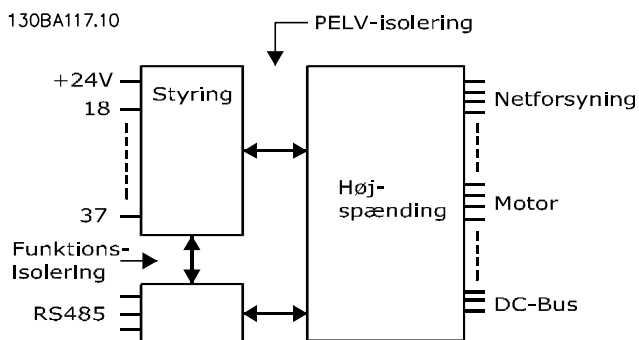 130BA117.10
PELV-isolering
+24V
Styring
18
Netforsyning
Høj-
spænding
37
Motor
Funktions-
isolering
RS485
DC-Bus